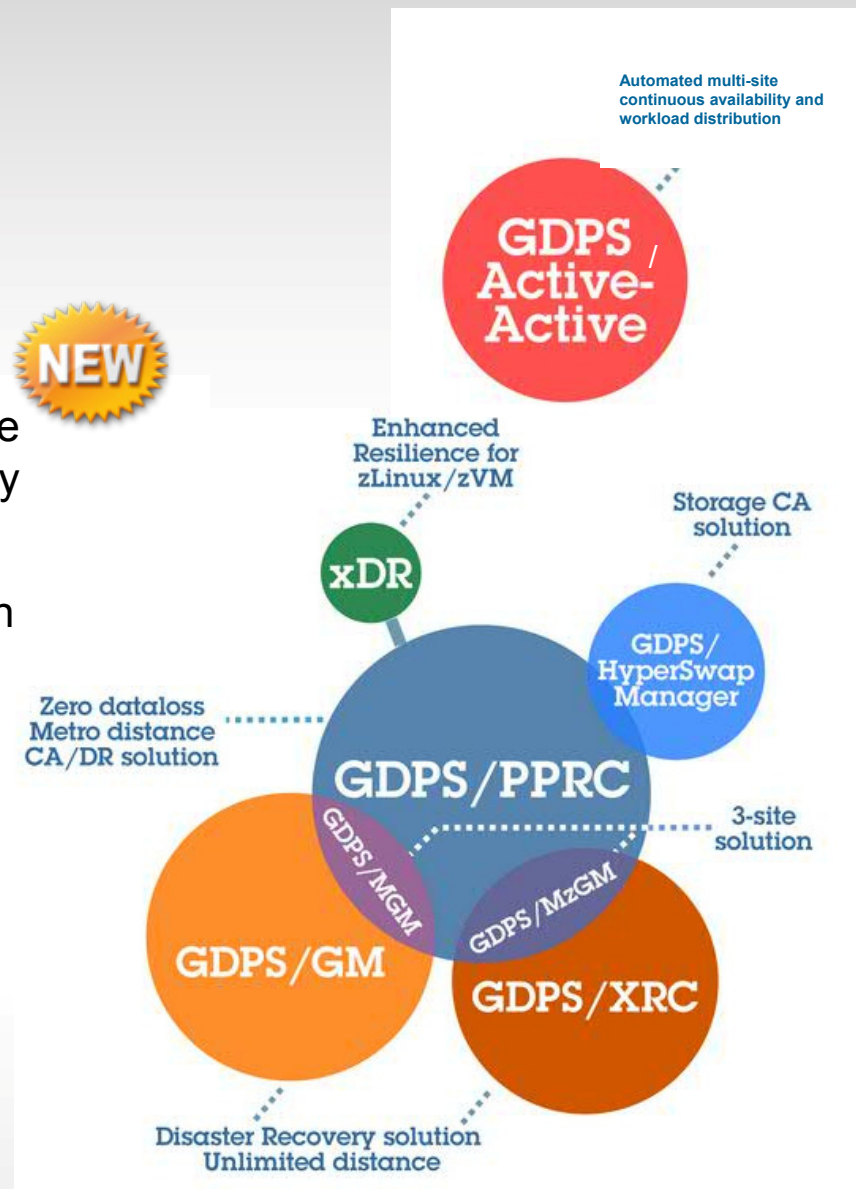 Automated multi-site
continuous availability and
workload distribution
GDPS /
Active-
Active
NEW
e
y
n
Enhanced
Resilience for
zLinux/zVM
xDR
Storage CA
solution
GDPS/
HyperSwap
Manager
Zero dataloss
Metro distance
CA/DR solution
GDPS/PPRC
3-site
solution
GDPS/MGM
GDPS/MzGM
GDPS/GM
GDPS/XRC
Disaster Recovery solution
Unlimited distance